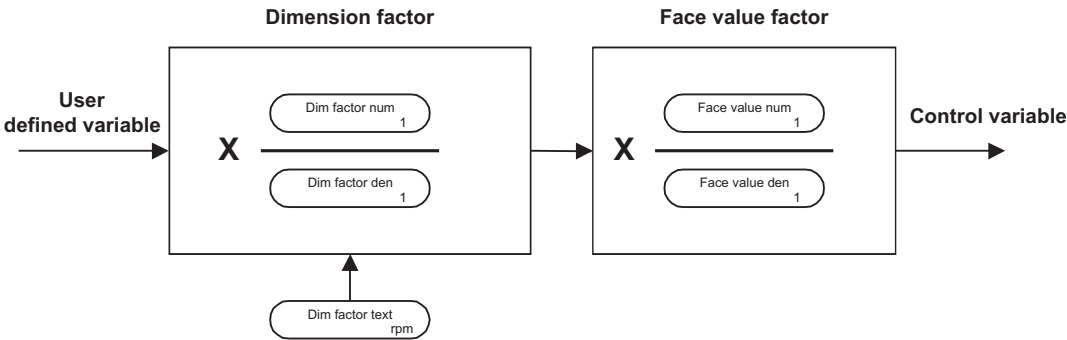 Dimension factor
Face value factor
User
defined variable
X
Dim factor num
1
Dim factor den
1
X
Face value num
1
Face value den
1
Control variable
Dim factor text
rpm